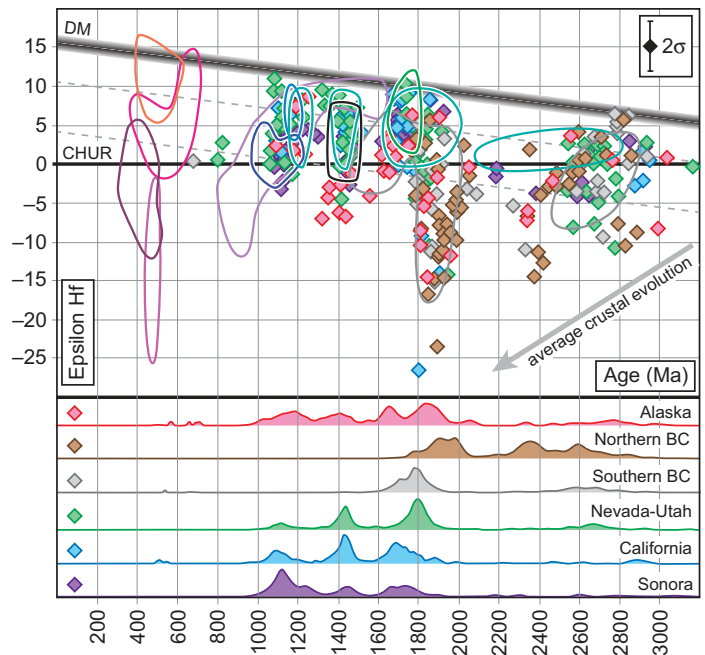 DM
15
2σ
10
5
CHUR
0
−5
−10
−15
−20
−25
Epsilon Hf
average crustal evolution
Age (Ma)
Alaska
Northern BC
Southern BC
Nevada-Utah
California
Sonora
200
400
600
800
1000
1200
1400
1600
1800
2000
2200
2400
2600
2800
3000